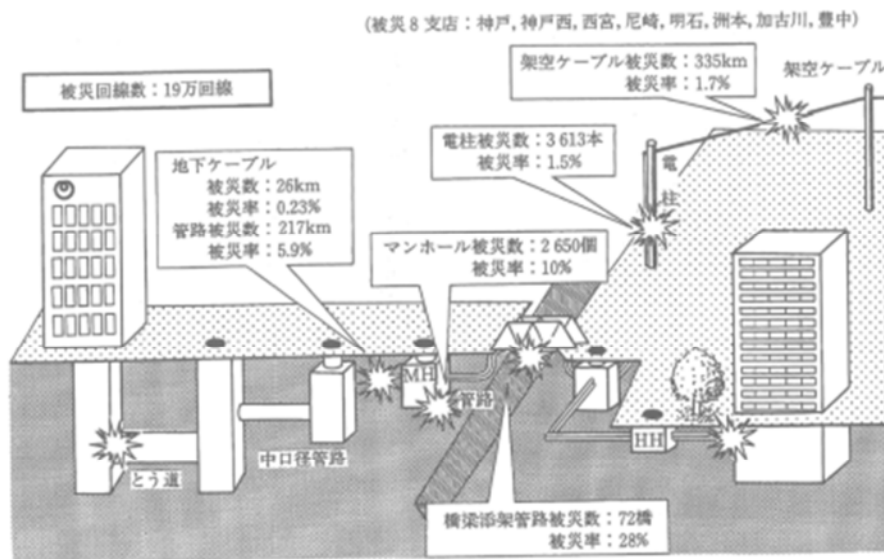 (被災8支店：神戸, 神戸西, 西宮, 尼崎, 明石, 洲本, 加古川, 豊中)
架空ケーブル被災数：335km
被災率：1.7%
架空ケーブル
被災回線数：19万回線
電柱被災数：3 613本
被災率：1.5%
電柱
地下ケーブル
被災数：26km
被災率：0.23%
管路被災数：217km
被災率：5.9%
マンホール被災数：2 650個
被災率：10%
MH
管路
HH
中口径管路
とう道
橋梁添架管路被災数：72橋
被災率：28%